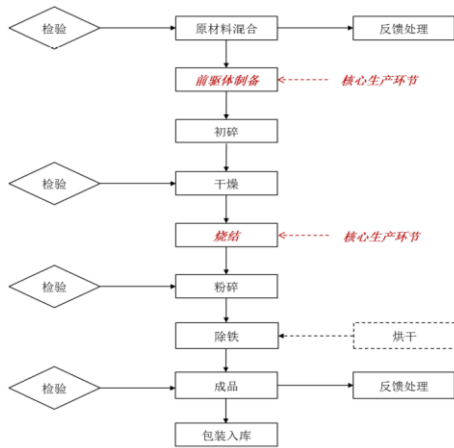 检验
原材料混合
反馈处理
前驱体制备
核心生产环节
初碎
检验
干燥
烧结
核心生产环节
检验
粉碎
除铁
烘干
检验
成品
反馈处理
包装入库